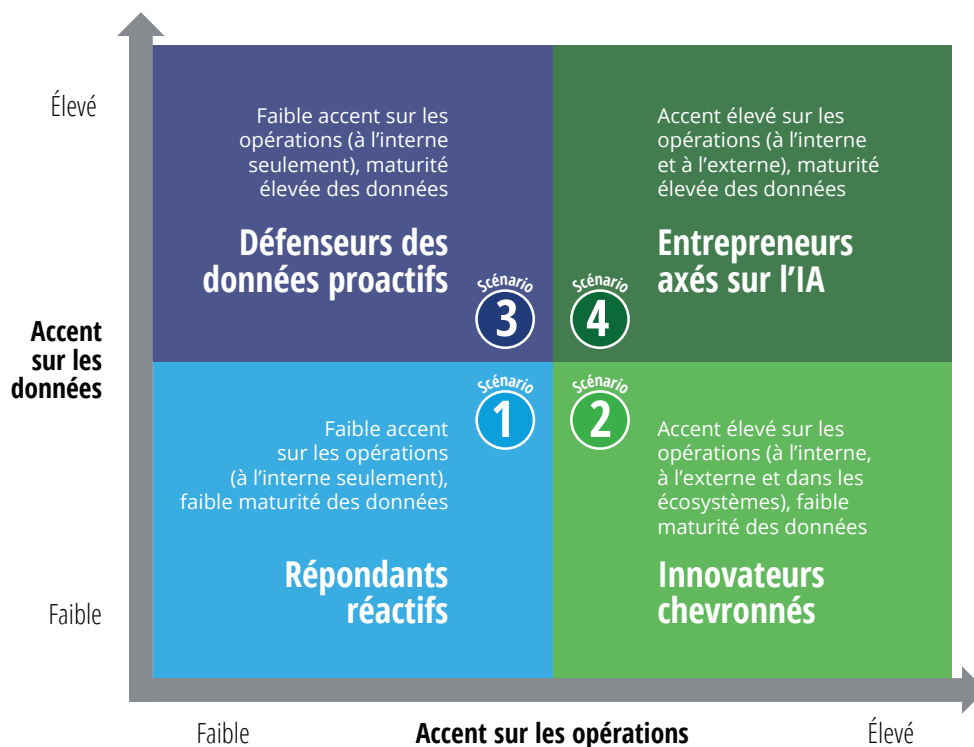 Élevé
Faible accent sur les
opérations (à l’interne
seulement), maturité
élevée des données
Défenseurs des
données proactifs
Scénario
3
Accent élevé sur les
opérations (à l’interne
et à l’externe), maturité
élevée des données
Entrepreneurs
axés sur l’IA
Scénario
4
Accent
sur les
données
Scénario
1
Faible accent
sur les opérations
(à l’interne seulement),
faible maturité des données
Répondants
réactifs
Scénario
2
Accent élevé sur les
opérations (à l’interne,
à l’externe et dans les
écosystèmes), faible
maturité des données
Innovateurs
chevronnés
Faible
Faible
Accent sur les opérations
Élevé